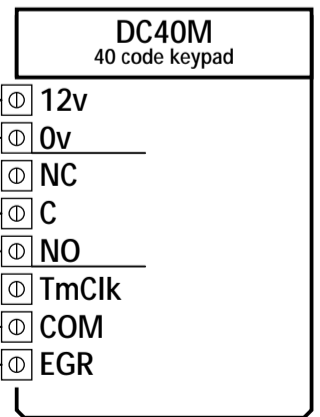 DC40M
40 code keypad
12v
0v
NC
C
NO
TmClk
COM
EGR